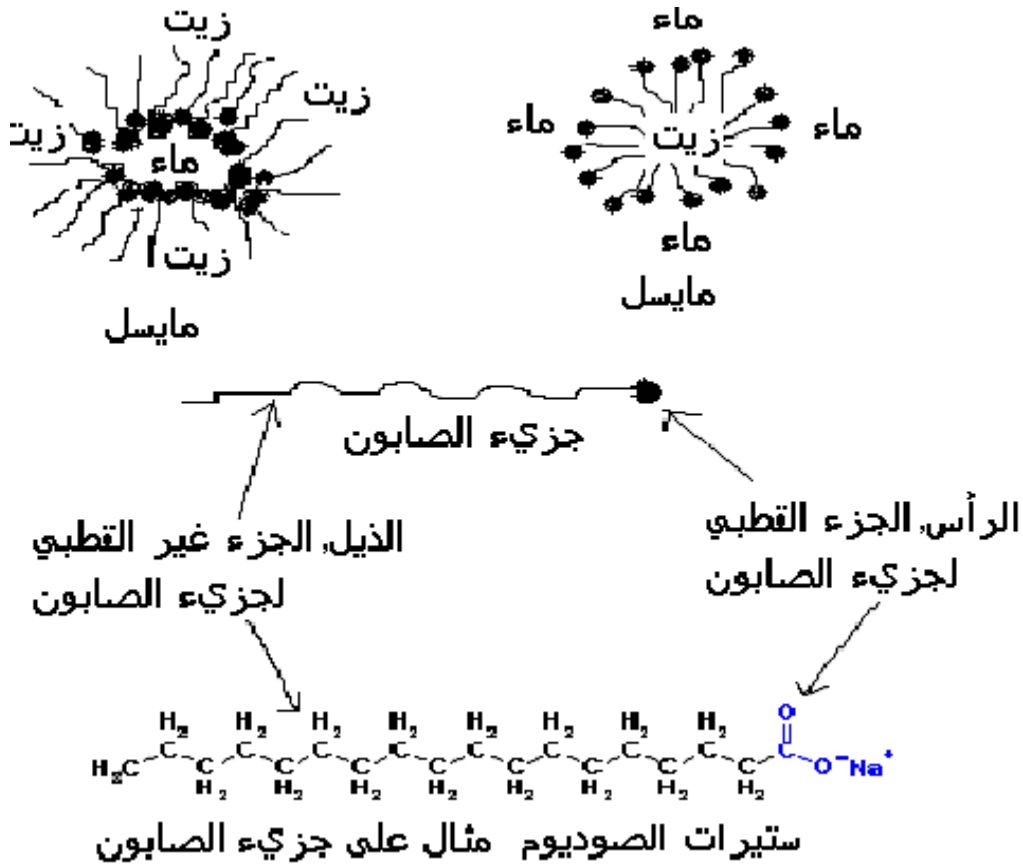 زيت
زيت
زيت
ماء
زيت
مايسل
ماء
ماء
زيت
ماء
ماء
مايسل
جزيء الصابون
الرأس, الجزء القطبي
لجزيء الصابون
الذيل, الجزء غير القطبي
لجزيء الصابون
H₂ H₂ H₂ H₂ H₂ H₂ H₂ H₂ O
C C C C C C C C C
C C C C C C C C O⁻Na⁺
H₂ H₂ H₂ H₂ H₂ H₂ H₂ H₂
ستيرات الصوديوم مثال على جزيء الصابون